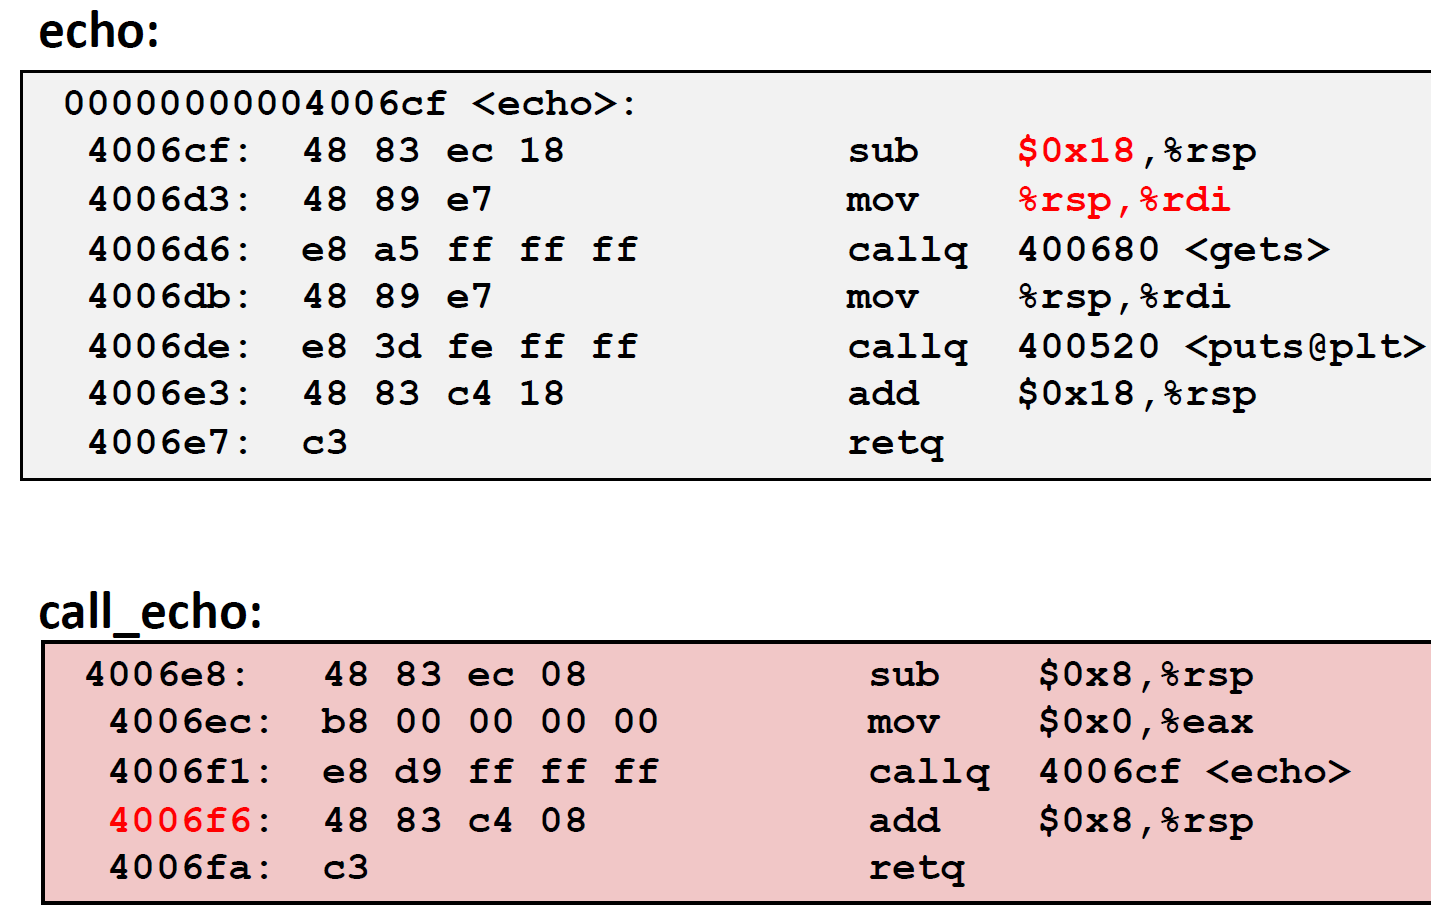 echo:
00000000004006cf <echo>:
4006cf: 48 83 ec 18 sub $0x18,%rsp
4006d3: 48 89 e7 mov %rsp,%rdi
4006d6: e8 a5 ff ff ff callq 400680 <gets>
4006db: 48 89 e7 mov %rsp,%rdi
4006de: e8 3d fe ff ff callq 400520 <puts@plt>
4006e3: 48 83 c4 18 add $0x18,%rsp
4006e7: c3 retq
call_echo:
4006e8: 48 83 ec 08 sub $0x8,%rsp
4006ec: b8 00 00 00 00 mov $0x0,%eax
4006f1: e8 d9 ff ff ff callq 4006cf <echo>
4006f6: 48 83 c4 08 add $0x8,%rsp
4006fa: c3 retq